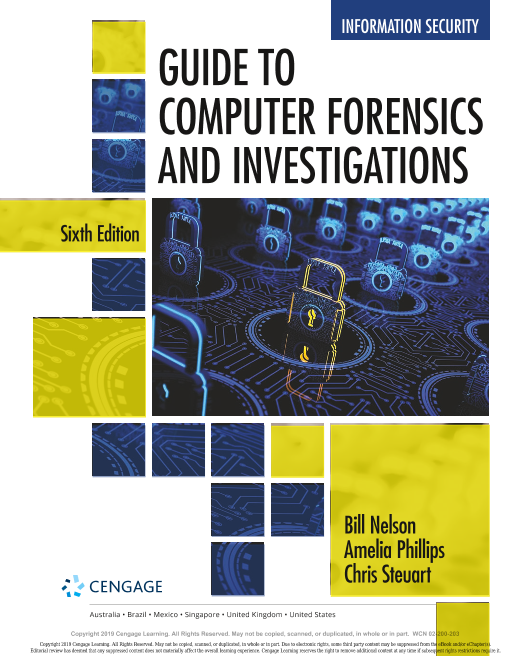 INFORMATION SECURITY
GUIDE TO
COMPUTER FORENSICS
AND INVESTIGATIONS
Sixth Edition
Bill Nelson
Amelia Phillips
Chris Steuart
CENGAGE
Australia • Brazil • Mexico • Singapore • United Kingdom • United States
Copyright 2019 Cengage Learning. All Rights Reserved. May not be copied, scanned, or duplicated, in whole or in part. WCN 02-200-203
Copyright 2019 Cengage Learning. All Rights Reserved. May not be copied, scanned, or duplicated, in whole or in part. Due to electronic rights, some third party content may be suppressed from the eBook and/or eChapter(s).
Editorial review has deemed that any suppressed content does not materially affect the overall learning experience. Cengage Learning reserves the right to remove additional content at any time if subsequent rights restrictions require it.